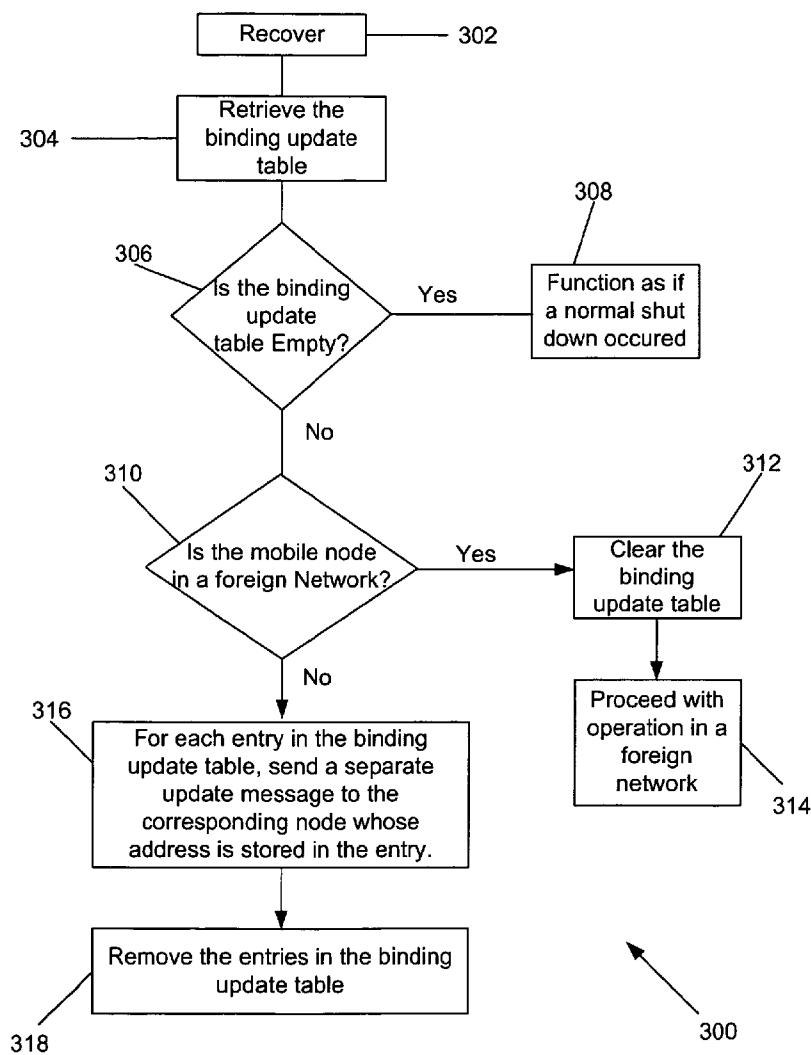 Recover
302
Retrieve the
binding update
table
304
308
306
Is the binding
update
table Empty?
Yes
Function as if
a normal shut
down occured
No
310
312
Is the mobile node
in a foreign Network?
Yes
Clear the
binding
update table
No
316
Proceed with
operation in a
foreign
network
314
For each entry in the binding
update table, send a separate
update message to the
corresponding node whose
address is stored in the entry.
Remove the entries in the binding
update table
318
300